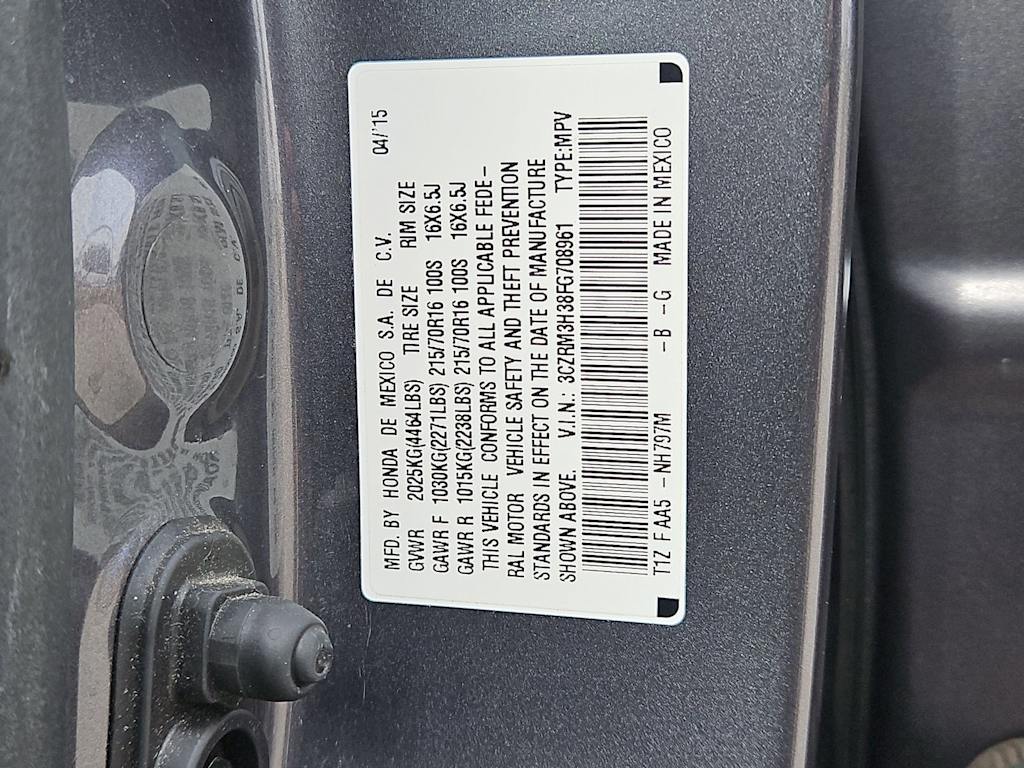 04/'15
MFD. BY HONDA DE MEXICO S.A. DE C.V.
GVWR 2025KG(4464LBS) TIRE SIZE RIM SIZE
GAWR F 1030KG(2271LBS) 215/70R16 100S 16X6.5J
GAWR R 1015KG(2238LBS) 215/70R16 100S 16X6.5J
THIS VEHICLE CONFORMS TO ALL APPLICABLE FEDE-
RAL MOTOR VEHICLE SAFETY AND THEFT PREVENTION
STANDARDS IN EFFECT ON THE DATE OF MANUFACTURE
SHOWN ABOVE. V.I.N.: 3CZRM3H38FG708961 TYPE:MPV
T1Z F AA5 -NH797M -B -G MADE IN MEXICO